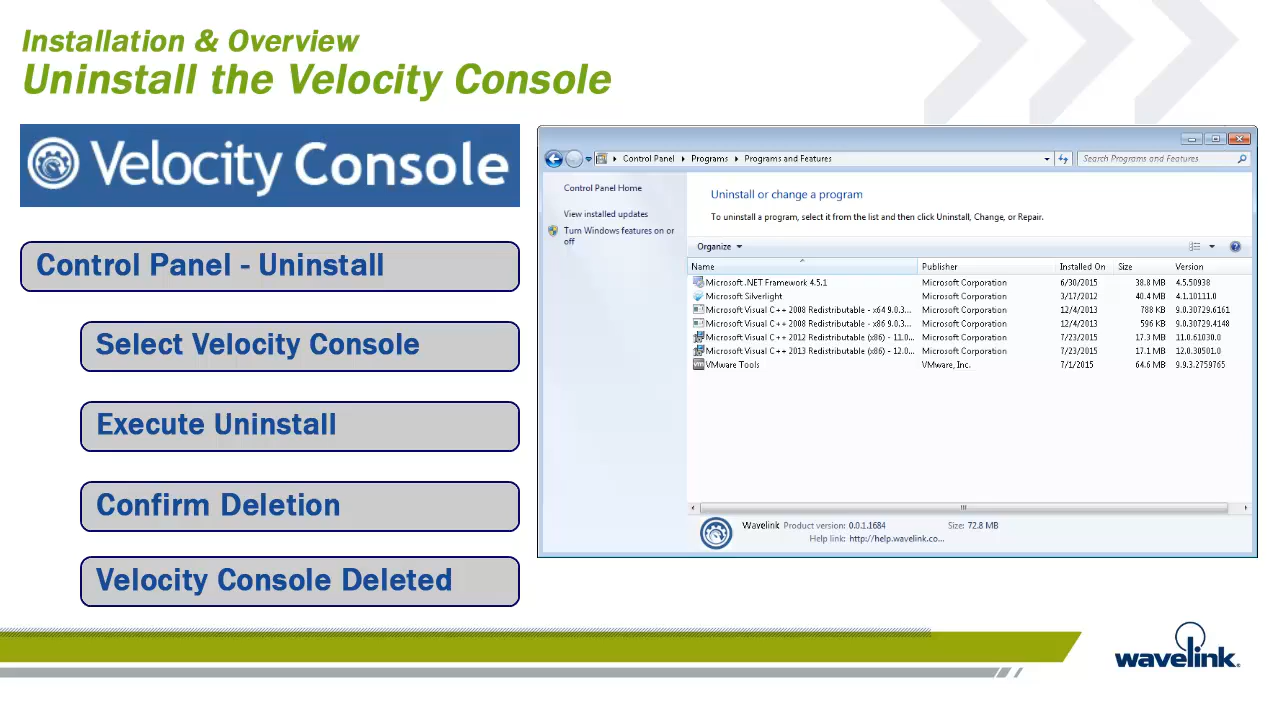 Installation & Overview
Uninstall the Velocity Console
Velocity Console
Control Panel - Uninstall
Select Velocity Console
Execute Uninstall
Confirm Deletion
Velocity Console Deleted
Control Panel Programs Programs and Features
Search Programs and Features
Control Panel Home
View installed updates
Turn Windows features on or
off
Uninstall or change a program
To uninstall a program, select it from the list and then click Uninstall, Change, or Repair.
Organize
Name Publisher Installed On Size Version
Microsoft .NET Framework 4.5.1 Microsoft Corporation 6/30/2015 38.8 MB 4.5.50938
Microsoft Silverlight Microsoft Corporation 3/17/2012 40.4 MB 4.1.10111.0
Microsoft Visual C++ 2008 Redistributable - x64 9.0.3... Microsoft Corporation 12/4/2013 788 KB 9.0.30729.6161
Microsoft Visual C++ 2008 Redistributable - x86 9.0.3... Microsoft Corporation 12/4/2013 596 KB 9.0.30729.4148
Microsoft Visual C++ 2012 Redistributable (x86) - 11.0... Microsoft Corporation 7/23/2015 17.3 MB 11.0.61030.0
Microsoft Visual C++ 2013 Redistributable (x86) - 12.0... Microsoft Corporation 7/23/2015 17.1 MB 12.0.30501.0
VMware Tools VMware, Inc. 7/1/2015 64.6 MB 9.9.3.2759765
Wavelink Product version: 0.0.1.1684 Size: 72.8 MB
Help link: http://help.wavelink.co...
wavelink